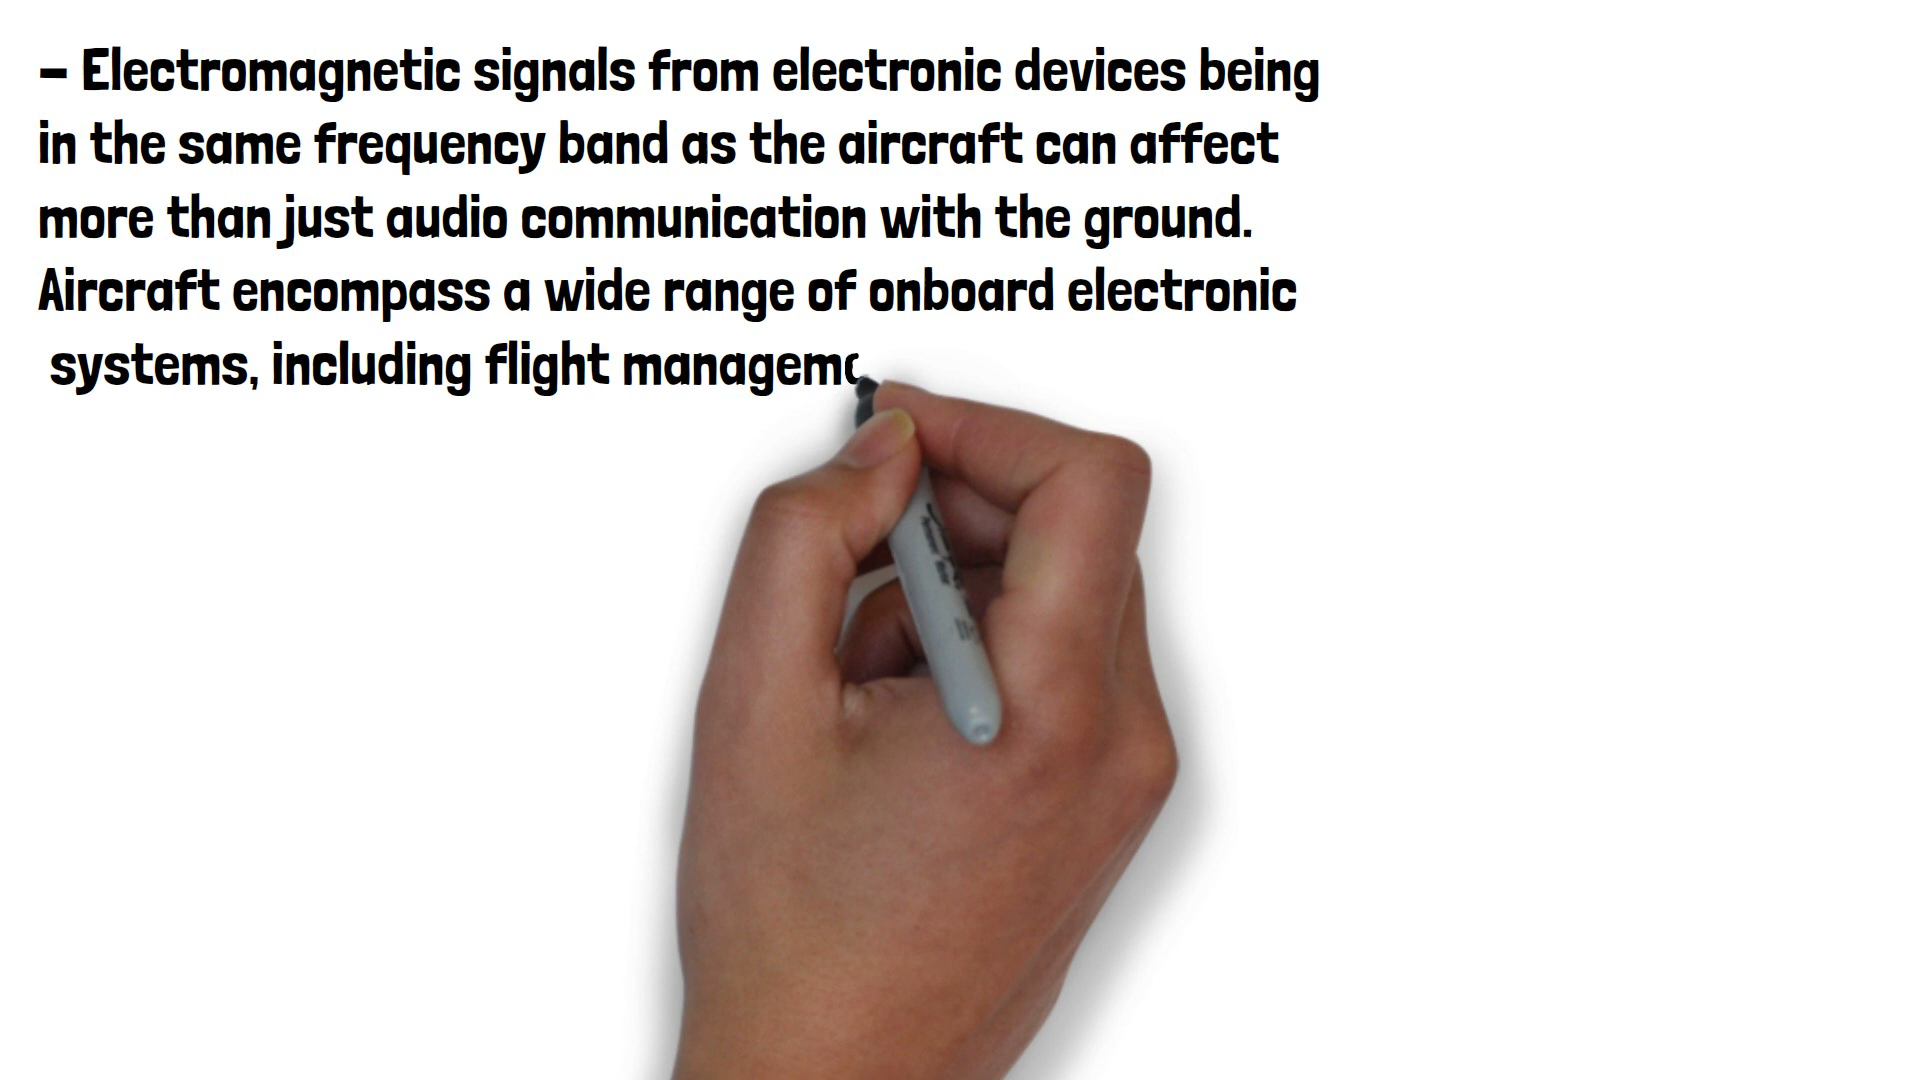 – Electromagnetic signals from electronic devices being
in the same frequency band as the aircraft can affect
more than just audio communication with the ground.
Aircraft encompass a wide range of onboard electronic
systems, including flight managem